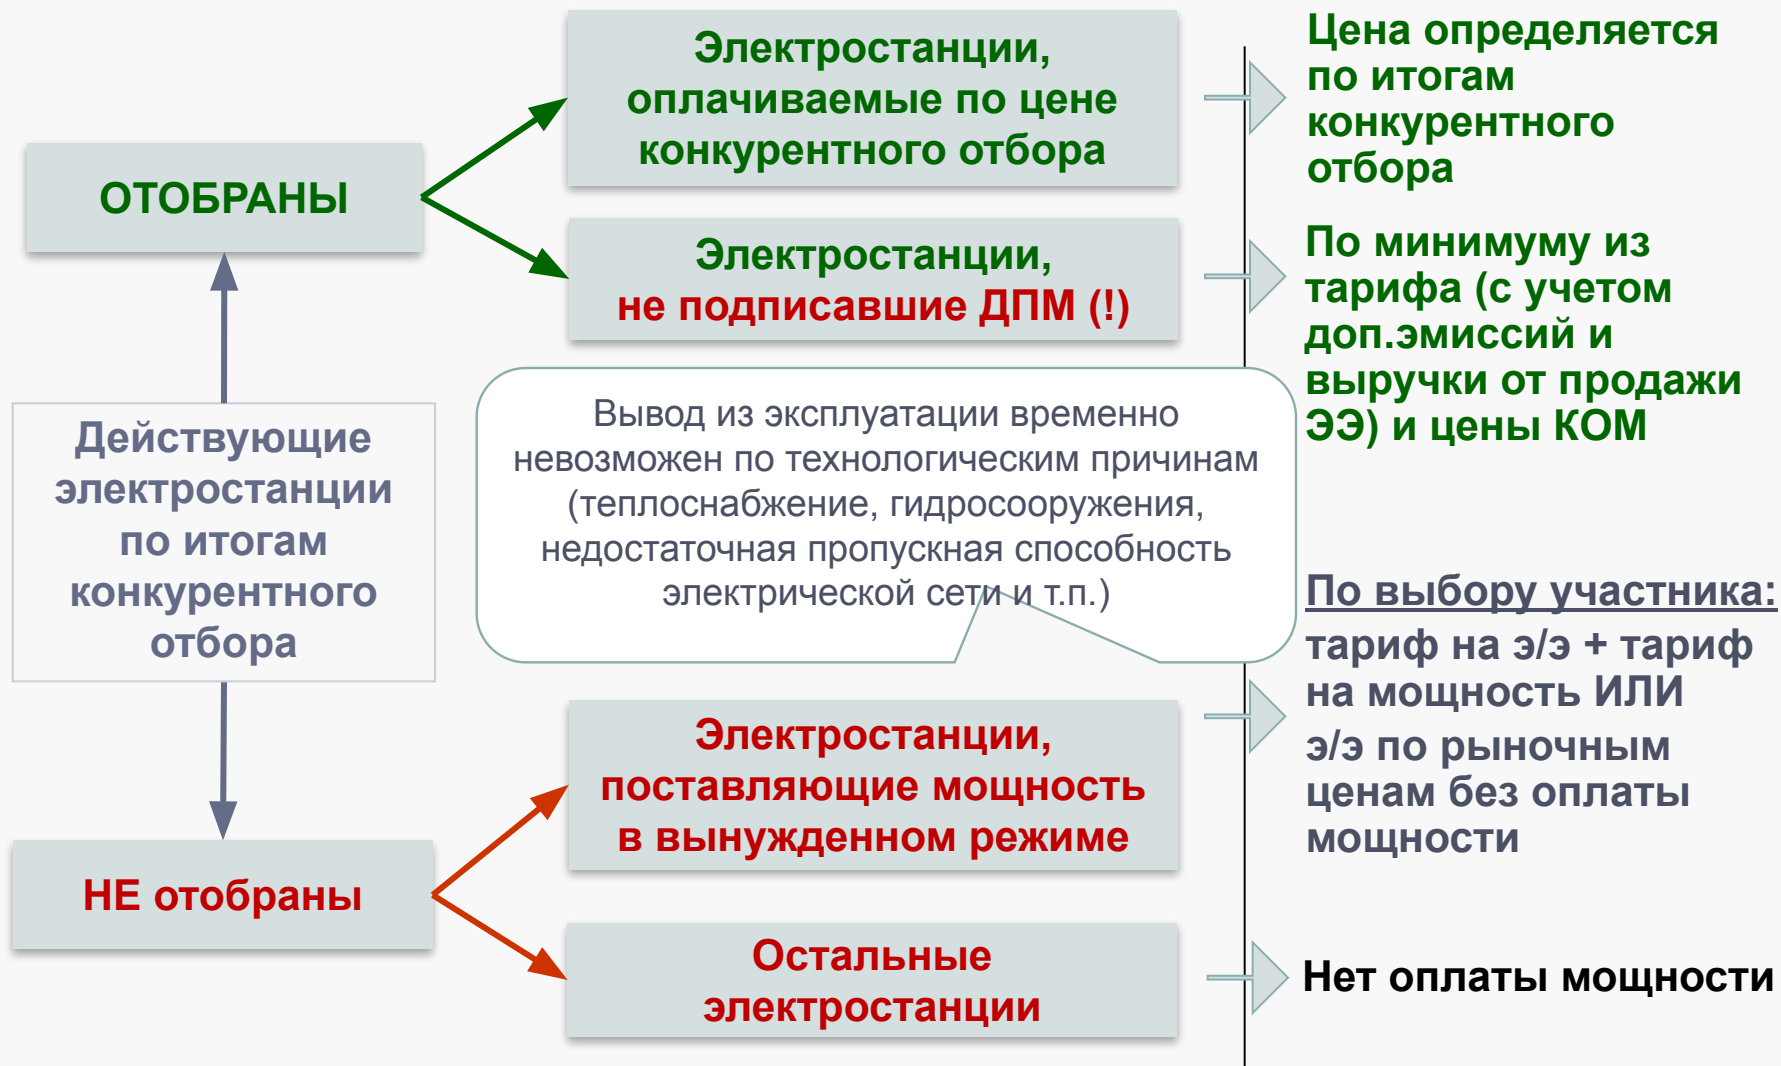 Электростанции,
оплачиваемые по цене
конкурентного отбора
Цена определяется
по итогам
конкурентного
отбора
ОТОБРАНЫ
Электростанции,
не подписавшие ДПМ (!)
По минимуму из
тарифа (с учетом
доп.эмиссий и
выручки от продажи
ЭЭ) и цены КОМ
Действующие
электростанции
по итогам
конкурентного
отбора
Вывод из эксплуатации временно
невозможен по технологическим причинам
(теплоснабжение, гидросооружения,
недостаточная пропускная способность
электрической сети и т.п.)
Электростанции,
поставляющие мощность
в вынужденном режиме
По выбору участника:
тариф на э/э + тариф
на мощность ИЛИ
э/э по рыночным
ценам без оплаты
мощности
НЕ отобраны
Остальные
электростанции
Нет оплаты мощности